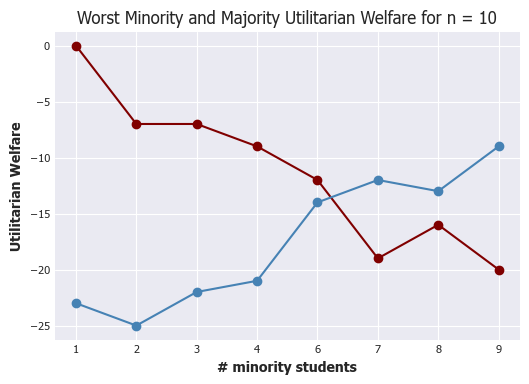 Worst Minority and Majority Utilitarian Welfare for n = 10
Utilitarian Welfare
0
−5
−10
−15
−20
−25
1 2 3 4 6 7 8 9
# minority students